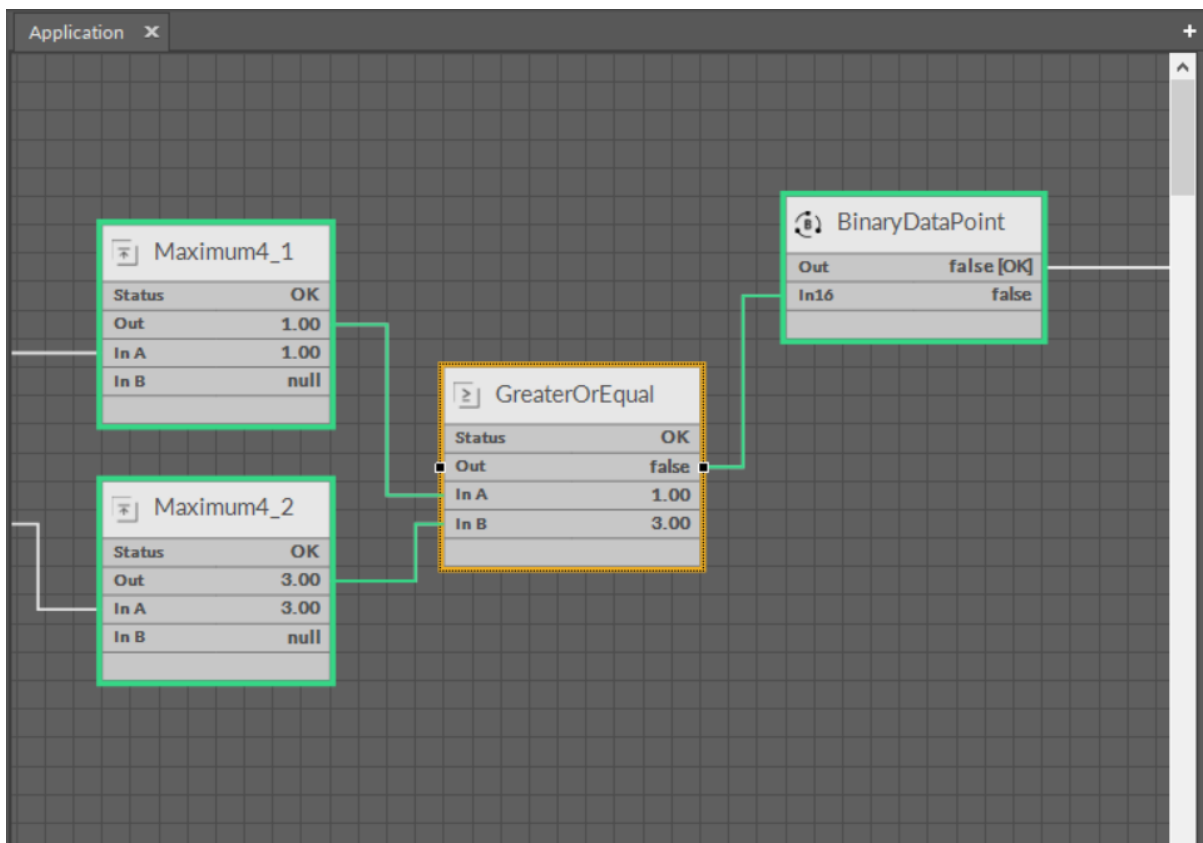 Application
Maximum4_1
Status OK
Out 1.00
In A 1.00
In B null
Maximum4_2
Status OK
Out 3.00
In A 3.00
In B null
GreaterOrEqual
Status OK
Out false
In A 1.00
In B 3.00
B BinaryDataPoint
Out false [OK]
In16 false